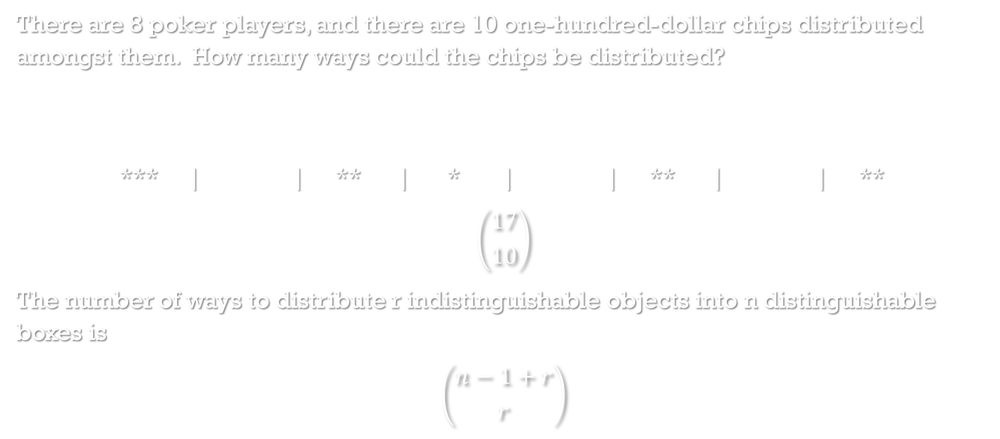 There are 8 poker players, and there are 10 one-hundred-dollar chips distributed
amongst them. How many ways could the chips be distributed?
*** | | ** | * | | ** | | **
(17
10)
The number of ways to distribute r indistinguishable objects into n distinguishable
boxes is
(n − 1 + r
r)